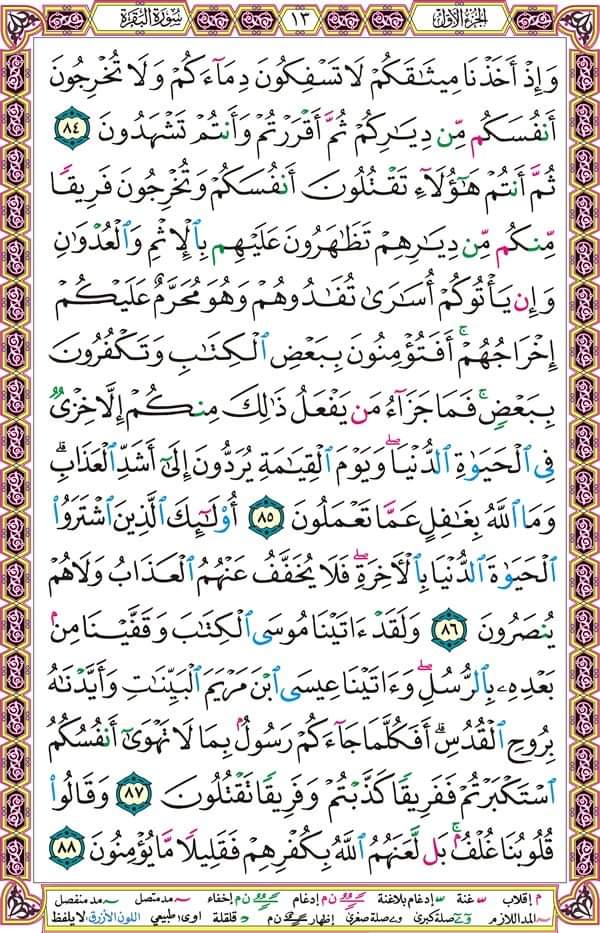 الجزء الأول ١٣ سورة البقرة
وَإِذْ أَخَذْنَا مِيثَٰقَكُمْ لَا تَسْفِكُونَ دِمَآءَكُمْ وَلَا تُخْرِجُونَ
أَنفُسَكُم مِّن دِيَٰرِكُمْ ثُمَّ أَقْرَرْتُمْ وَأَنتُمْ تَشْهَدُونَ ٨٤
ثُمَّ أَنتُمْ هَٰٓؤُلَآءِ تَقْتُلُونَ أَنفُسَكُمْ وَتُخْرِجُونَ فَرِيقًا
مِّنكُم مِّن دِيَٰرِهِمْ تَظَٰهَرُونَ عَلَيْهِم بِٱلْإِثْمِ وَٱلْعُدْوَٰنِ
وَإِن يَأْتُوكُمْ أُسَٰرَىٰ تُفَٰدُوهُمْ وَهُوَ مُحَرَّمٌ عَلَيْكُمْ
إِخْرَاجُهُمْ ۚ أَفَتُؤْمِنُونَ بِبَعْضِ ٱلْكِتَٰبِ وَتَكْفُرُونَ
بِبَعْضٍ ۚ فَمَا جَزَآءُ مَن يَفْعَلُ ذَٰلِكَ مِنكُمْ إِلَّا خِزْىٌ
فِى ٱلْحَيَوٰةِ ٱلدُّنْيَا ۖ وَيَوْمَ ٱلْقِيَٰمَةِ يُرَدُّونَ إِلَىٰٓ أَشَدِّ ٱلْعَذَابِ ۗ
وَمَا ٱللَّهُ بِغَٰفِلٍ عَمَّا تَعْمَلُونَ ٨٥ أُو۟لَٰٓئِكَ ٱلَّذِينَ ٱشْتَرَوُا۟
ٱلْحَيَوٰةَ ٱلدُّنْيَا بِٱلْأَخِرَةِ ۖ فَلَا يُخَفَّفُ عَنْهُمُ ٱلْعَذَابُ وَلَا هُمْ
يُنصَرُونَ ٨٦ وَلَقَدْ ءَاتَيْنَا مُوسَى ٱلْكِتَٰبَ وَقَفَّيْنَا مِنۢ
بَعْدِهِۦ بِٱلرُّسُلِ ۖ وَءَاتَيْنَا عِيسَى ٱبْنَ مَرْيَمَ ٱلْبَيِّنَٰتِ وَأَيَّدْنَٰهُ
بِرُوحِ ٱلْقُدُسِ ۗ أَفَكُلَّمَا جَآءَكُمْ رَسُولٌۢ بِمَا لَا تَهْوَىٰٓ أَنفُسُكُمُ
ٱسْتَكْبَرْتُمْ فَفَرِيقًا كَذَّبْتُمْ وَفَرِيقًا تَقْتُلُونَ ٨٧ وَقَالُوا۟
قُلُوبُنَا غُلْفٌۢ ۚ بَل لَّعَنَهُمُ ٱللَّهُ بِكُفْرِهِمْ فَقَلِيلًا مَّا يُؤْمِنُونَ ٨٨
م إقلاب غنة إدغام بلاغنة ن م إدغام ن م إخفاء مد متصل مد منفصل
المد اللازم صلة كبرى صلة صغرى إظهار ن م قلقلة اوى؛ طبيعي اللون الأزرق لا يلفظ